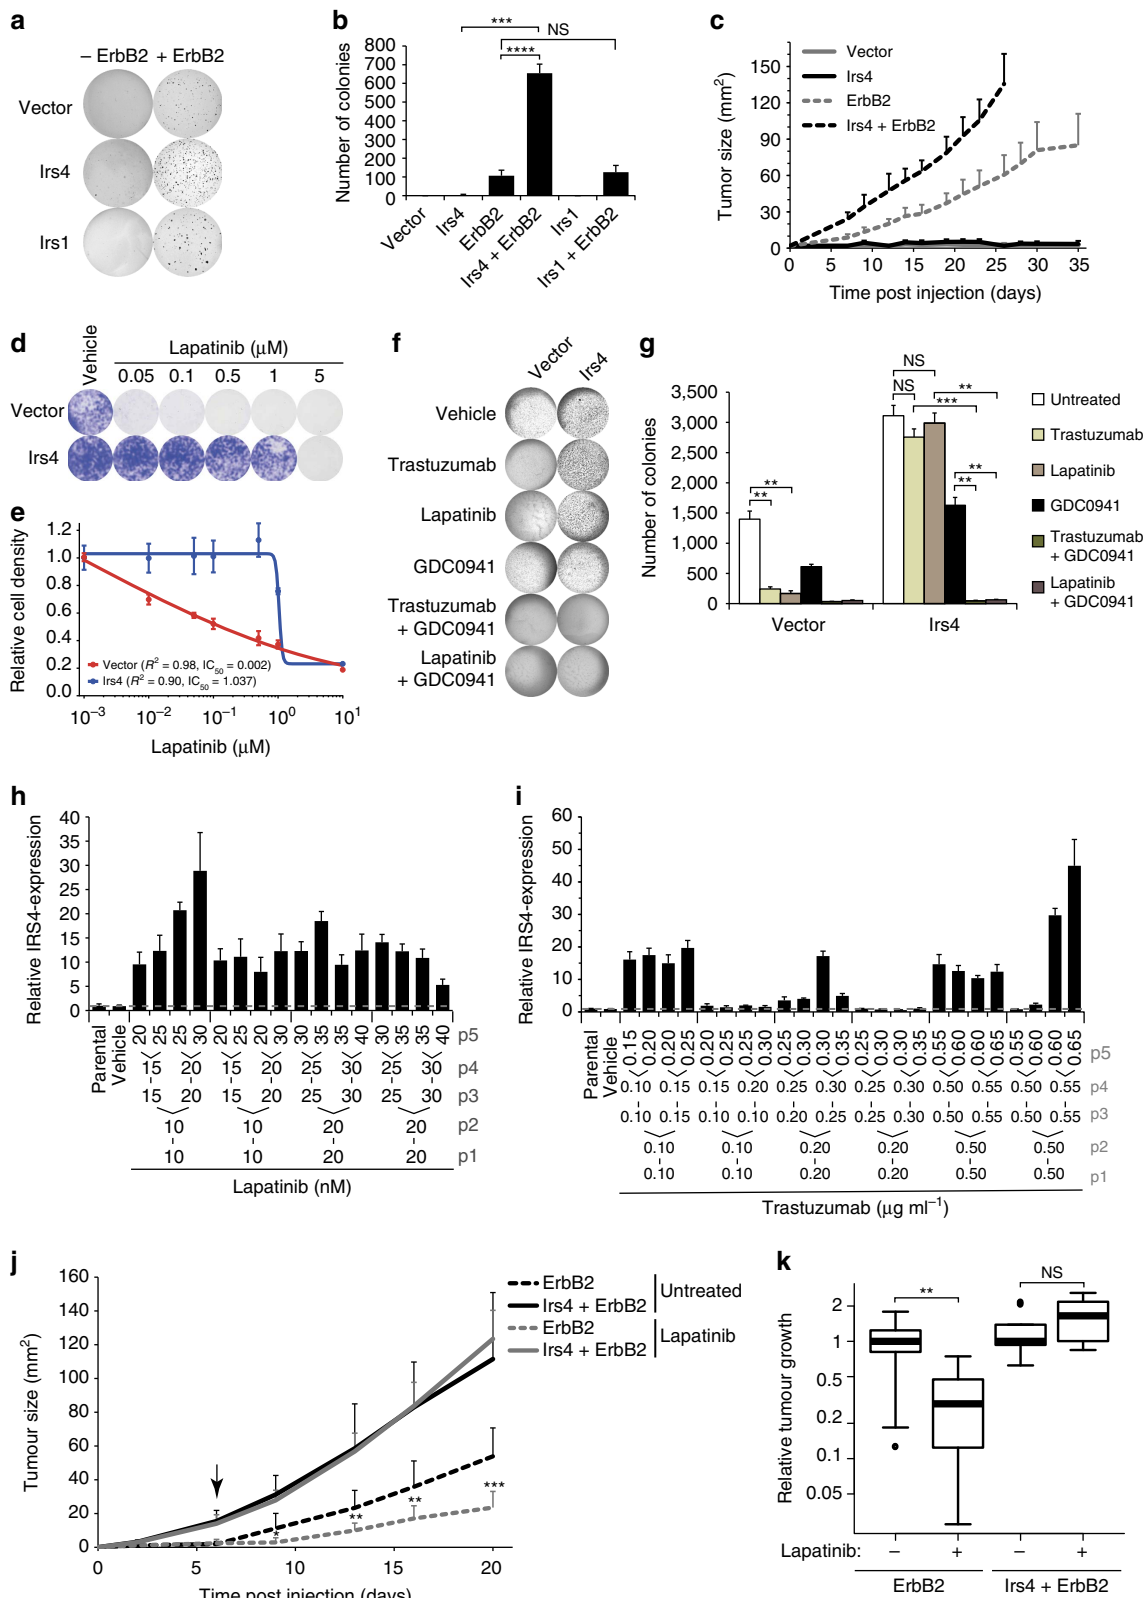 a
– ErbB2 + ErbB2
Vector
Irs4
Irs1
b
***
NS
****
Number of colonies
800
700
600
500
400
300
200
100
0
Vector
Irs4
ErbB2
Irs4 + ErbB2
Irs1
Irs1 + ErbB2
c
Vector
Irs4
ErbB2
Irs4 + ErbB2
Tumor size (mm²)
150
120
90
60
30
0
0 5 10 15 20 25 30 35
Time post injection (days)
d
Vehicle
Lapatinib (μM)
0.05 0.1 0.5 1 5
Vector
Irs4
e
Relative cell density
1.2
1.0
0.8
0.6
0.4
0.2
0.0
Vector (R² = 0.98, IC₅₀ = 0.002)
Irs4 (R² = 0.90, IC₅₀ = 1.037)
10⁻³ 10⁻² 10⁻¹ 10⁰ 10¹
Lapatinib (μM)
f
Vector
Irs4
Vehicle
Trastuzumab
Lapatinib
GDC0941
Trastuzumab
+ GDC0941
Lapatinib
+ GDC0941
g
Number of colonies
3,500
3,000
2,500
2,000
1,500
1,000
500
0
**
**
NS
NS
**
***
**
**
Vector Irs4
Untreated
Trastuzumab
Lapatinib
GDC0941
Trastuzumab
+ GDC0941
Lapatinib
+ GDC0941
h
Relative IRS4-expression
40
35
30
25
20
15
10
5
0
Parental
Vehicle
20 25 25 30 15 20 20 30 30 35 35 40 30 35 35 40 p5
15 20 15 20 25 30 25 30 p4
15 20 15 20 25 30 25 30 p3
10 10 20 20 p2
10 10 20 20 p1
Lapatinib (nM)
i
Relative IRS4-expression
60
50
40
30
20
10
0
Parental
Vehicle
0.15 0.20 0.20 0.25 0.20 0.25 0.25 0.30 0.25 0.30 0.30 0.35 0.25 0.30 0.30 0.35 0.55 0.60 0.60 0.65 0.55 0.60 0.60 0.65 p5
0.10 0.15 0.15 0.20 0.25 0.30 0.25 0.30 0.50 0.55 0.50 0.55 p4
0.10 0.15 0.10 0.10 0.20 0.25 0.25 0.30 0.50 0.55 0.50 0.55 p3
0.10 0.10 0.20 0.20 0.50 0.50 p2
0.10 0.10 0.20 0.20 0.50 0.50 p1
Trastuzumab (μg ml⁻¹)
j
Tumour size (mm²)
160
140
120
100
80
60
40
20
0
ErbB2
Irs4 + ErbB2
Untreated
ErbB2
Irs4 + ErbB2
Lapatinib
*
**
**
***
0 5 10 15 20
Time post injection (days)
k
Relative tumour growth
2
1
0.5
0.2
0.1
0.05
**
NS
Lapatinib: – + – +
ErbB2 Irs4 + ErbB2